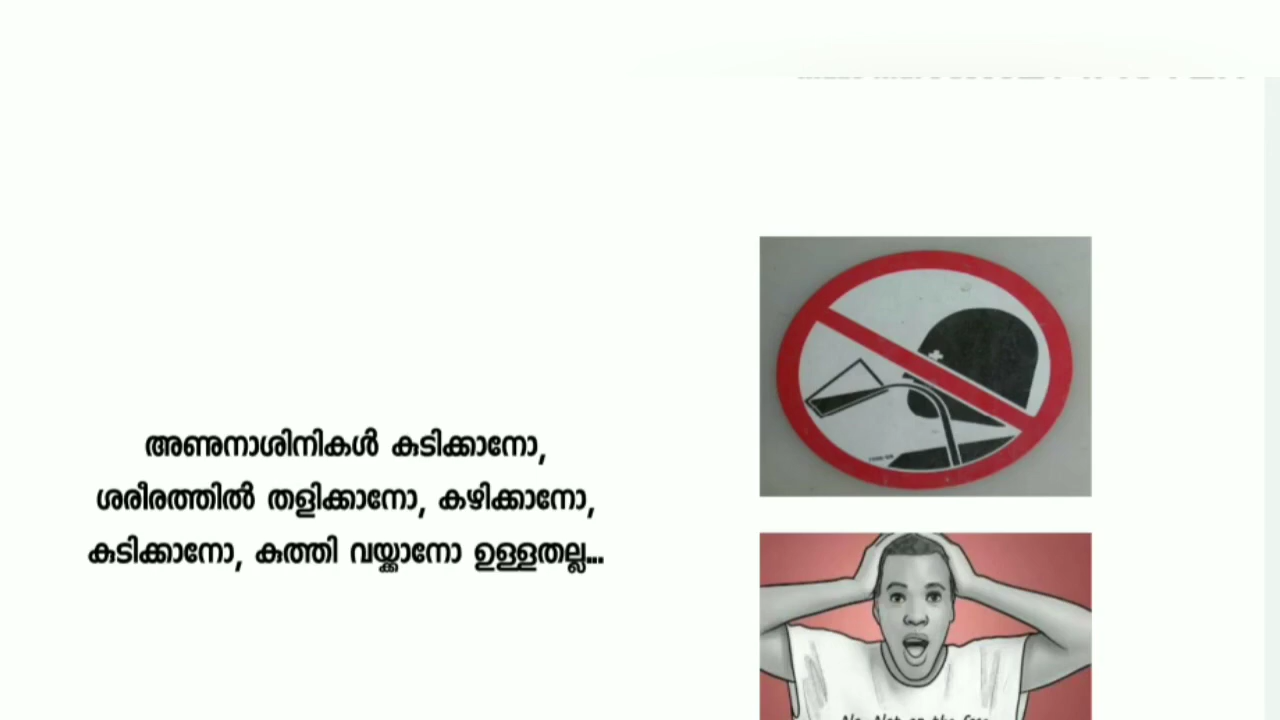 അണുനാശിനികൾ കുടിക്കാനോ,
ശരീരത്തിൽ തളിക്കാനോ, കഴിക്കാനോ,
കുടിക്കാനോ, കുത്തി വയ്ക്കാനോ ഉള്ളതല്ല...